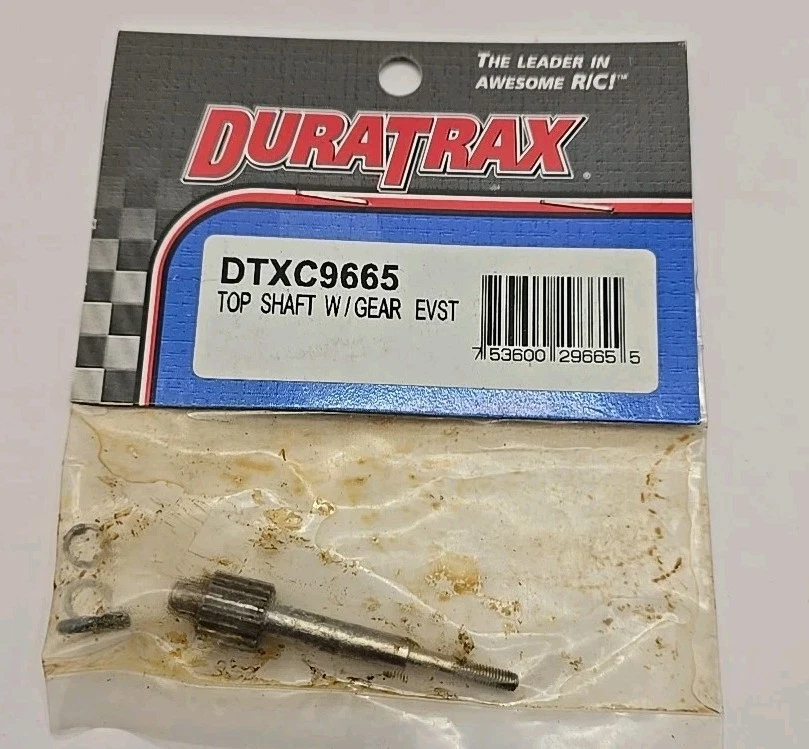 THE LEADER IN
AWESOME R/C!™
DURATRAX®
DTXC9665
TOP SHAFT W/GEAR EVST
7 53600 29665 5